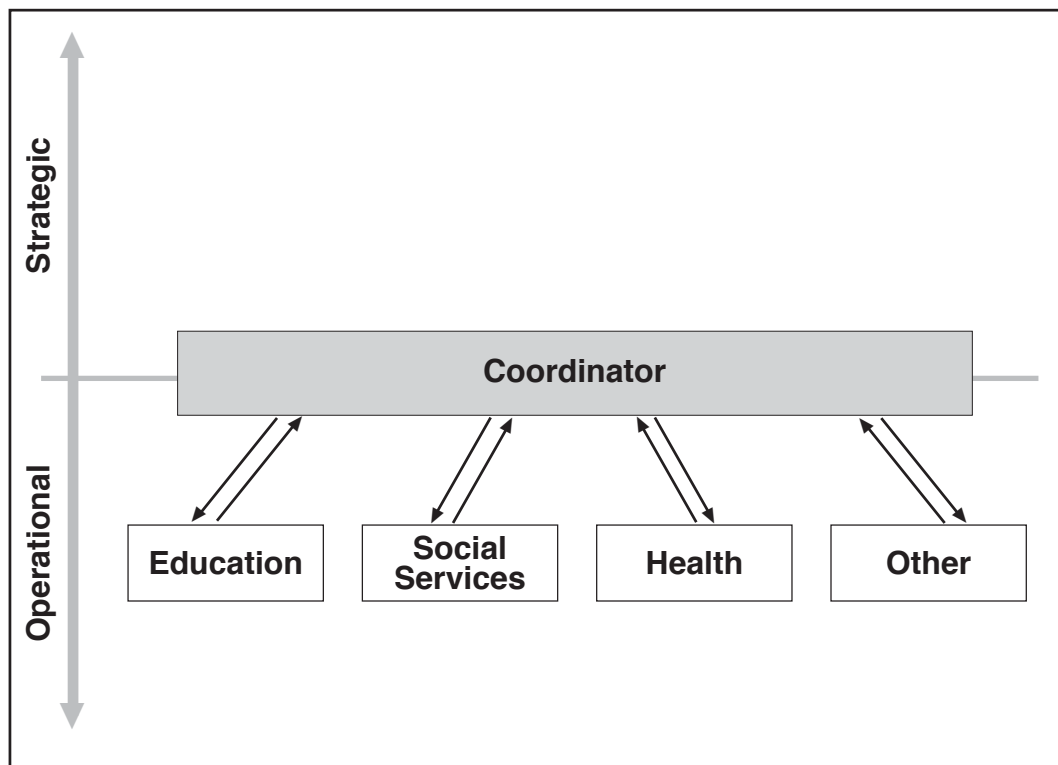 Strategic
Coordinator
Operational
Education
Social
Services
Health
Other